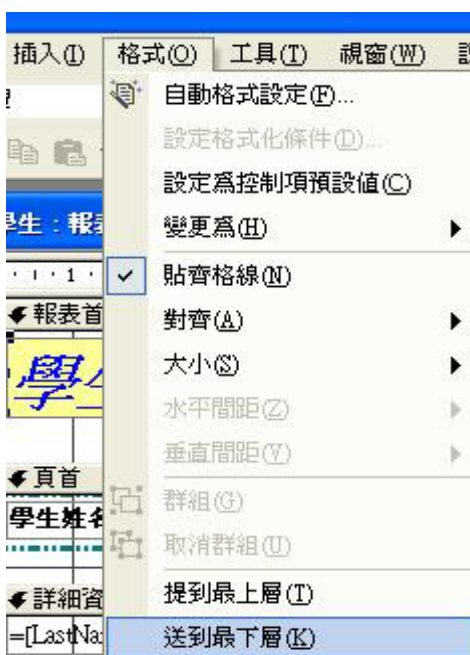 插入(I) 格式(O) 工具(T) 視窗(W)
自動格式設定(F)...
設定格式化條件(D)...
設定為控制項預設值(C)
學生：報
變更為(H)
1
貼齊格線(N)
報表首
對齊(A)
學
大小(S)
水平間距(Z)
垂直間距(V)
頁首
群組(G)
學生姓名
取消群組(U)
詳細資
提到最上層(T)
=[LastNa
送到最下層(K)